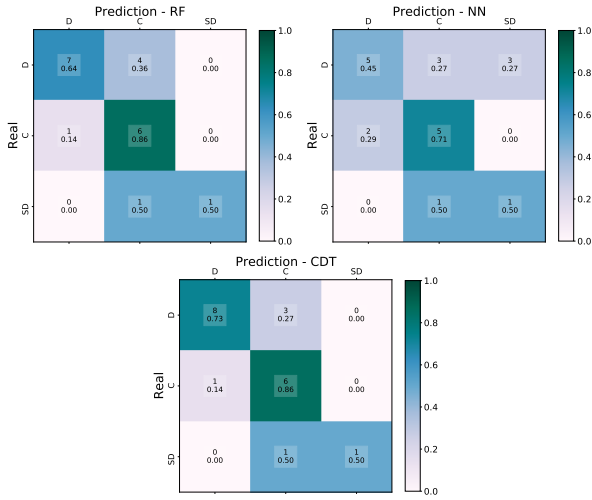 Prediction - RF
D C SD
Real
D
C
SD
7 4 0
0.64 0.36 0.00
1 6 0
0.14 0.86 0.00
0 1 1
0.00 0.50 0.50
1.0
0.8
0.6
0.4
0.2
0.0
Prediction - NN
D C SD
Real
D
C
SD
5 3 3
0.45 0.27 0.27
2 5 0
0.29 0.71 0.00
0 1 1
0.00 0.50 0.50
1.0
0.8
0.6
0.4
0.2
0.0
Prediction - CDT
D C SD
Real
D
C
SD
8 3 0
0.73 0.27 0.00
1 6 0
0.14 0.86 0.00
0 1 1
0.00 0.50 0.50
1.0
0.8
0.6
0.4
0.2
0.0